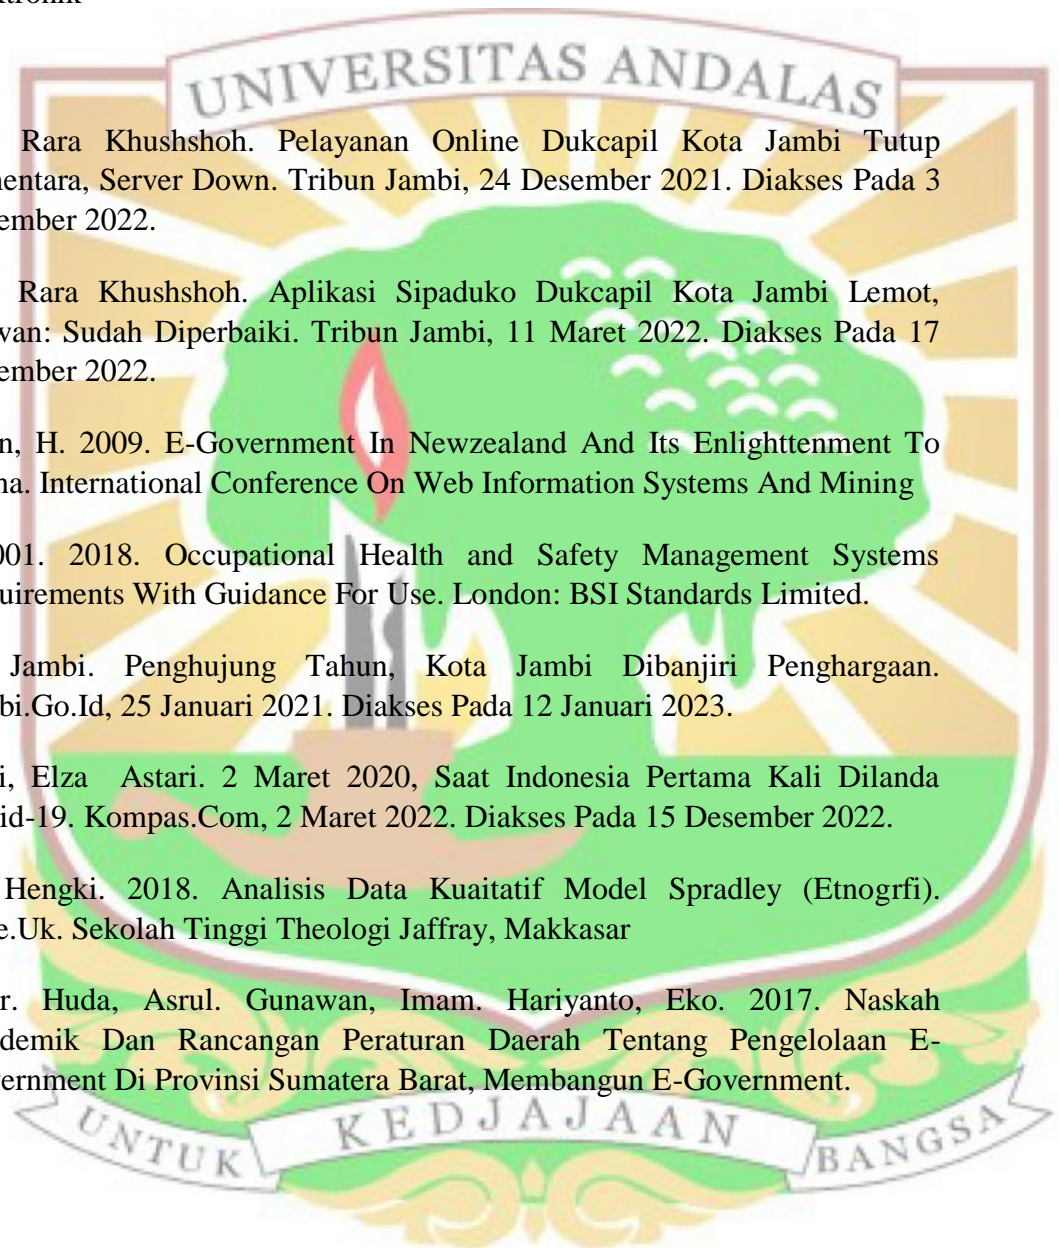 UNIVERSITAS ANDALAS
Rara Khushshoh. Pelayanan Online Dukcapil Kota Jambi Tutup
entara, Server Down. Tribun Jambi, 24 Desember 2021. Diakses Pada 3
ember 2022.
Rara Khushshoh. Aplikasi Sipaduko Dukcapil Kota Jambi Lemot,
wan: Sudah Diperbaiki. Tribun Jambi, 11 Maret 2022. Diakses Pada 17
ember 2022.
n, H. 2009. E-Government In Newzealand And Its Enlighttenment To
na. International Conference On Web Information Systems And Mining
001. 2018. Occupational Health and Safety Management Systems
uirements With Guidance For Use. London: BSI Standards Limited.
Jambi. Penghujung Tahun, Kota Jambi Dibanjiri Penghargaan.
bi.Go.Id, 25 Januari 2021. Diakses Pada 12 Januari 2023.
i, Elza Astari. 2 Maret 2020, Saat Indonesia Pertama Kali Dilanda
id-19. Kompas.Com, 2 Maret 2022. Diakses Pada 15 Desember 2022.
Hengki. 2018. Analisis Data Kuaitatif Model Spradley (Etnogrfi).
e.Uk. Sekolah Tinggi Theologi Jaffray, Makkasar
r. Huda, Asrul. Gunawan, Imam. Hariyanto, Eko. 2017. Naskah
demik Dan Rancangan Peraturan Daerah Tentang Pengelolaan E-
vernment Di Provinsi Sumatera Barat, Membangun E-Government.
UNTUK KEDJAJAAN BANGSA